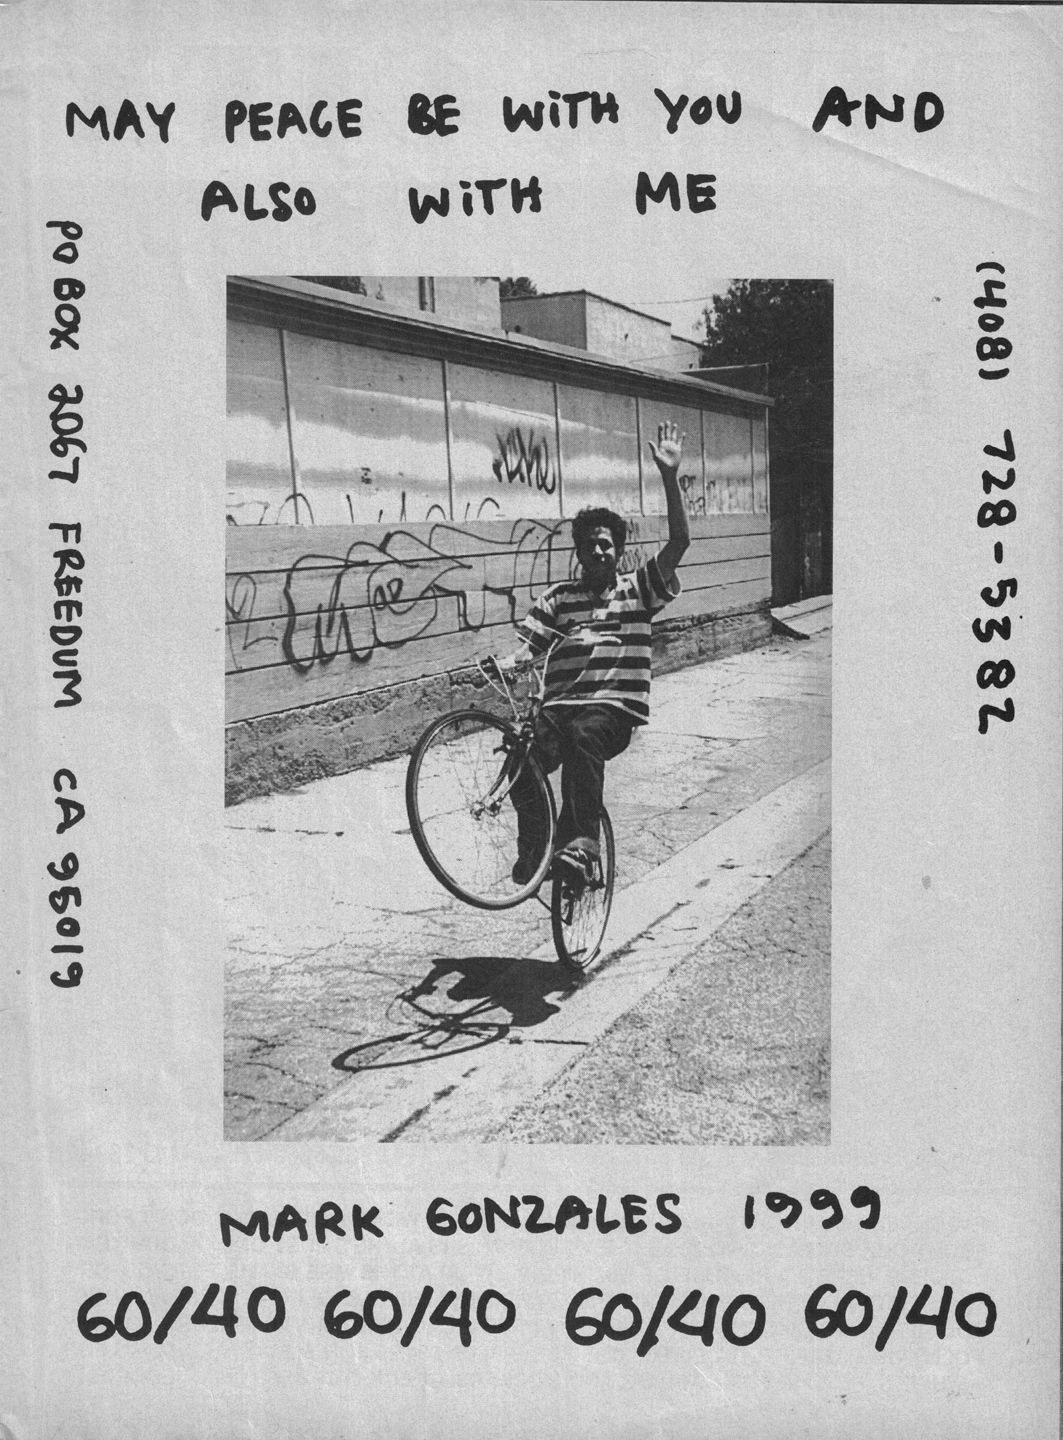 MAY PEACE BE WiTH YOU AND
ALSO WiTH ME
PO BOX 2067 FREEDUM CA 95019
(408) 728-5382
MARK GONZALES 1999
60/40 60/40 60/40 60/40